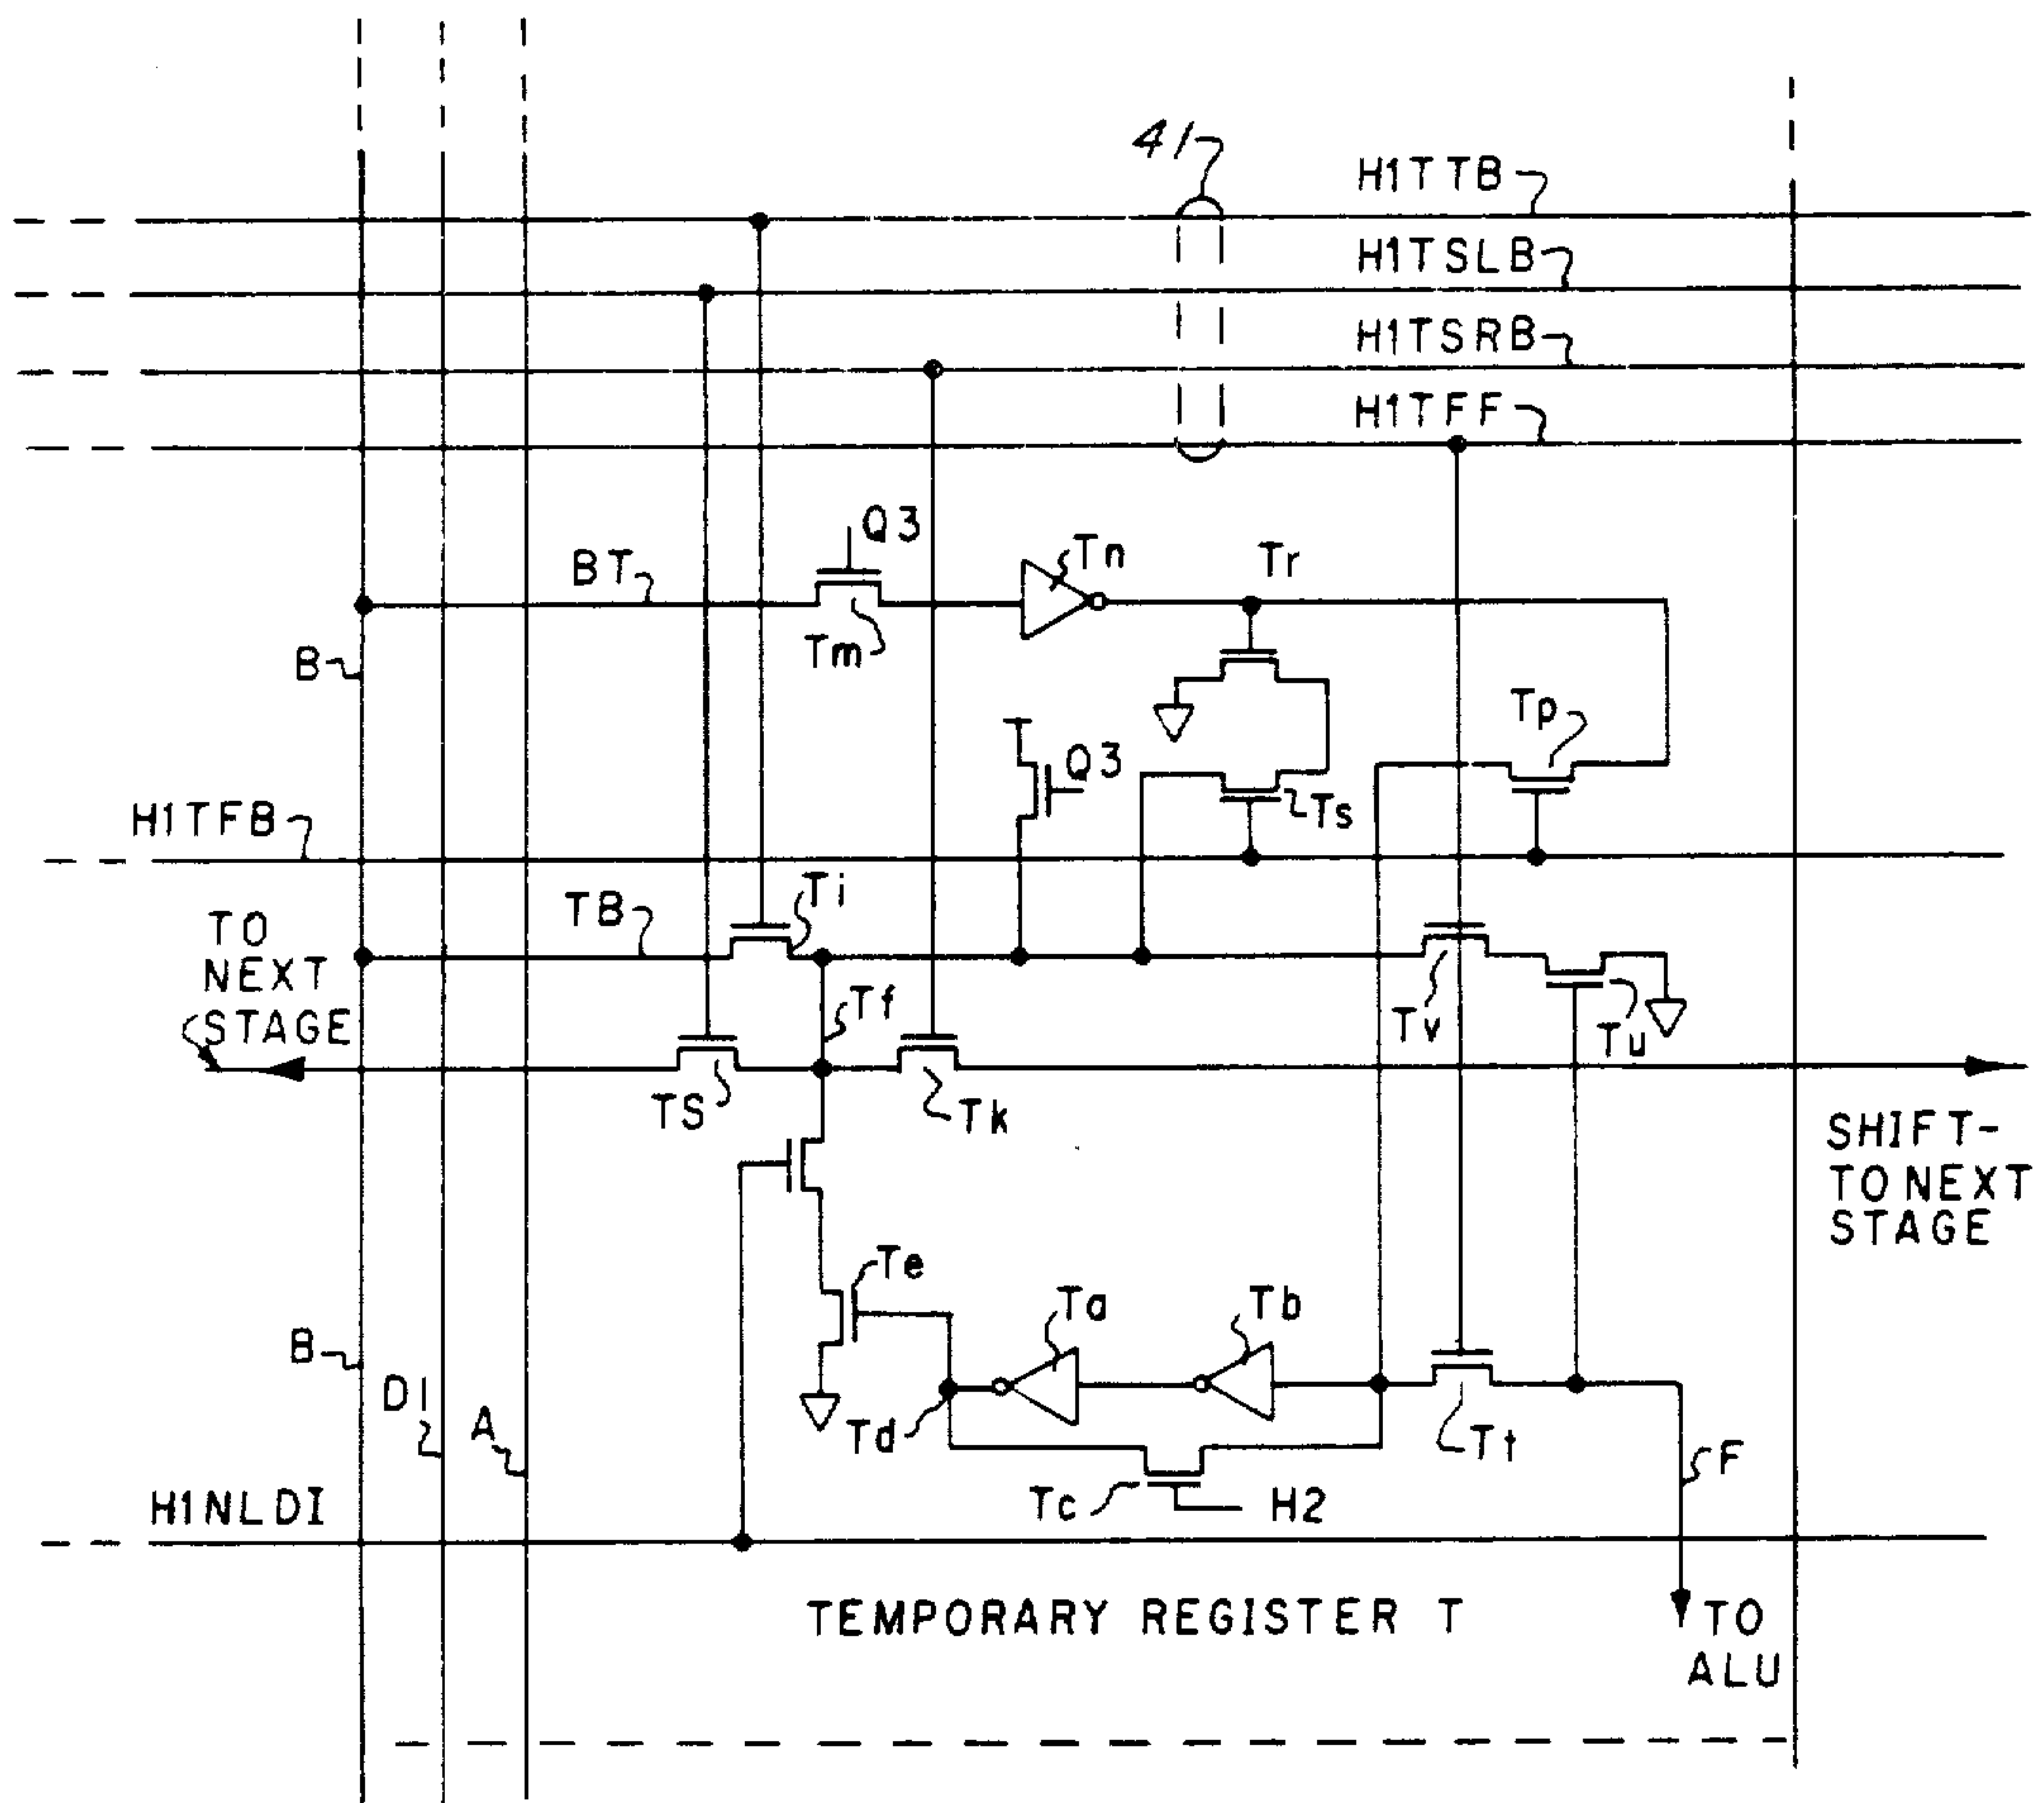 41
H1TTB
H1TSLB
H1TSRB
H1TFF
Q3
BT
Tn
Tr
Tm
B
Tp
Q3
Ts
H1TFB
Ti
TB
TO
NEXT
STAGE
Tf
Tv
Tu
TS
Tk
SHIFT-
TO NEXT
STAGE
Te
Ta
Tb
B
D1
A
Td
Tt
F
Tc
H2
H1NLDI
TEMPORARY REGISTER T
TO
ALU